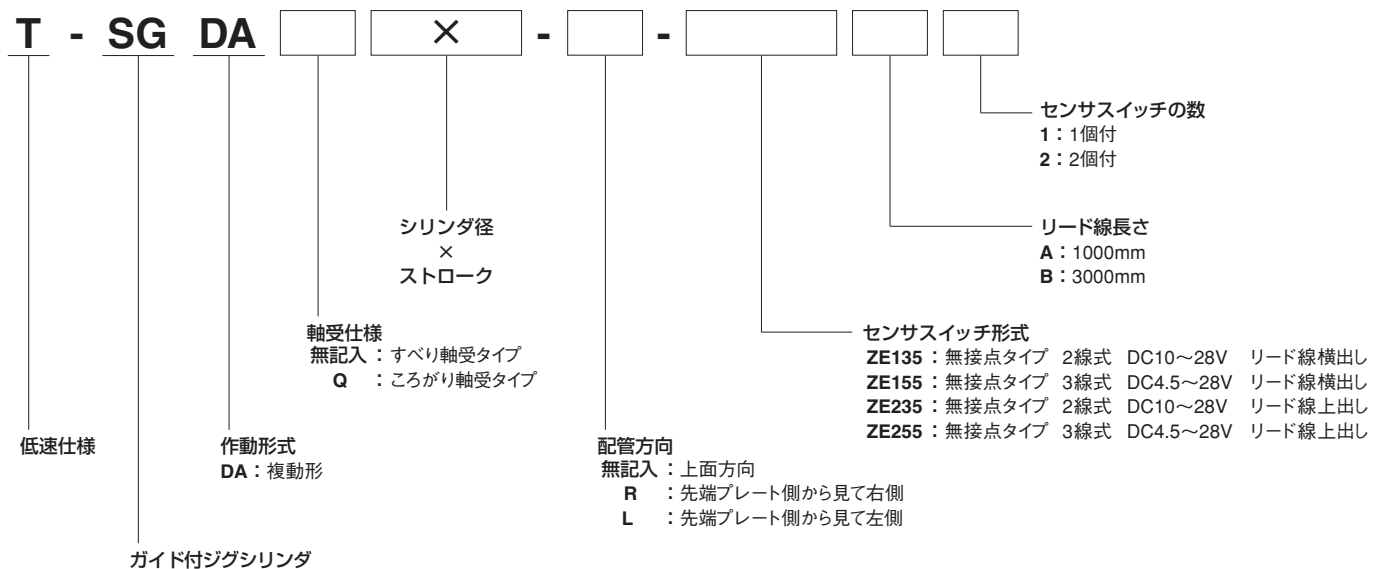 T - SG DA × - -
センサスイッチの数
1：1個付
2：2個付
シリンダ径
×
ストローク
リード線長さ
A：1000mm
B：3000mm
軸受仕様
無記入：すべり軸受タイプ
Q：ころがり軸受タイプ
センサスイッチ形式
ZE135：無接点タイプ 2線式 DC10～28V リード線横出し
ZE155：無接点タイプ 3線式 DC4.5～28V リード線横出し
ZE235：無接点タイプ 2線式 DC10～28V リード線上出し
ZE255：無接点タイプ 3線式 DC4.5～28V リード線上出し
低速仕様
作動形式
DA：複動形
配管方向
無記入：上面方向
R：先端プレート側から見て右側
L：先端プレート側から見て左側
ガイド付ジグシリンダ